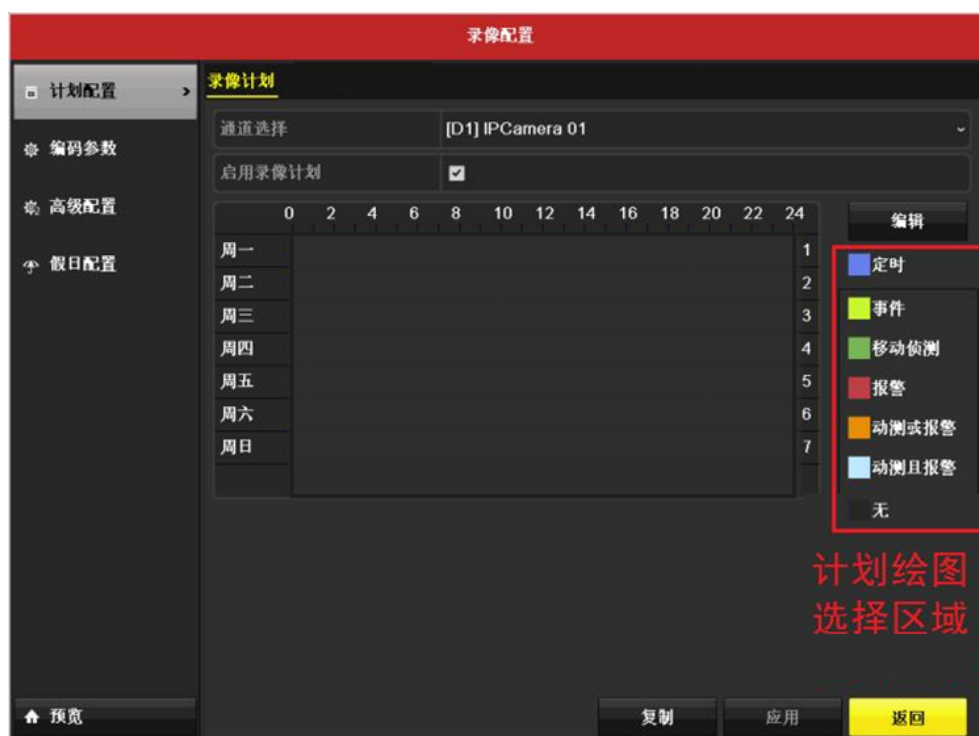 录像配置
计划配置 >
录像计划
通道选择 [D1] IPCamera 01
编码参数
启用录像计划
高级配置
0 2 4 6 8 10 12 14 16 18 20 22 24
编辑
假日配置
周一 1
定时
周二 2
事件
周三 3
周四 4
移动侦测
周五 5
报警
周六 6
动测或报警
周日 7
动测且报警
无
计划绘图
选择区域
预览
复制
应用
返回